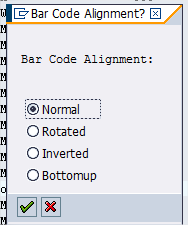 Bar Code Alignment?
Bar Code Alignment:
Normal
Rotated
Inverted
Bottomup